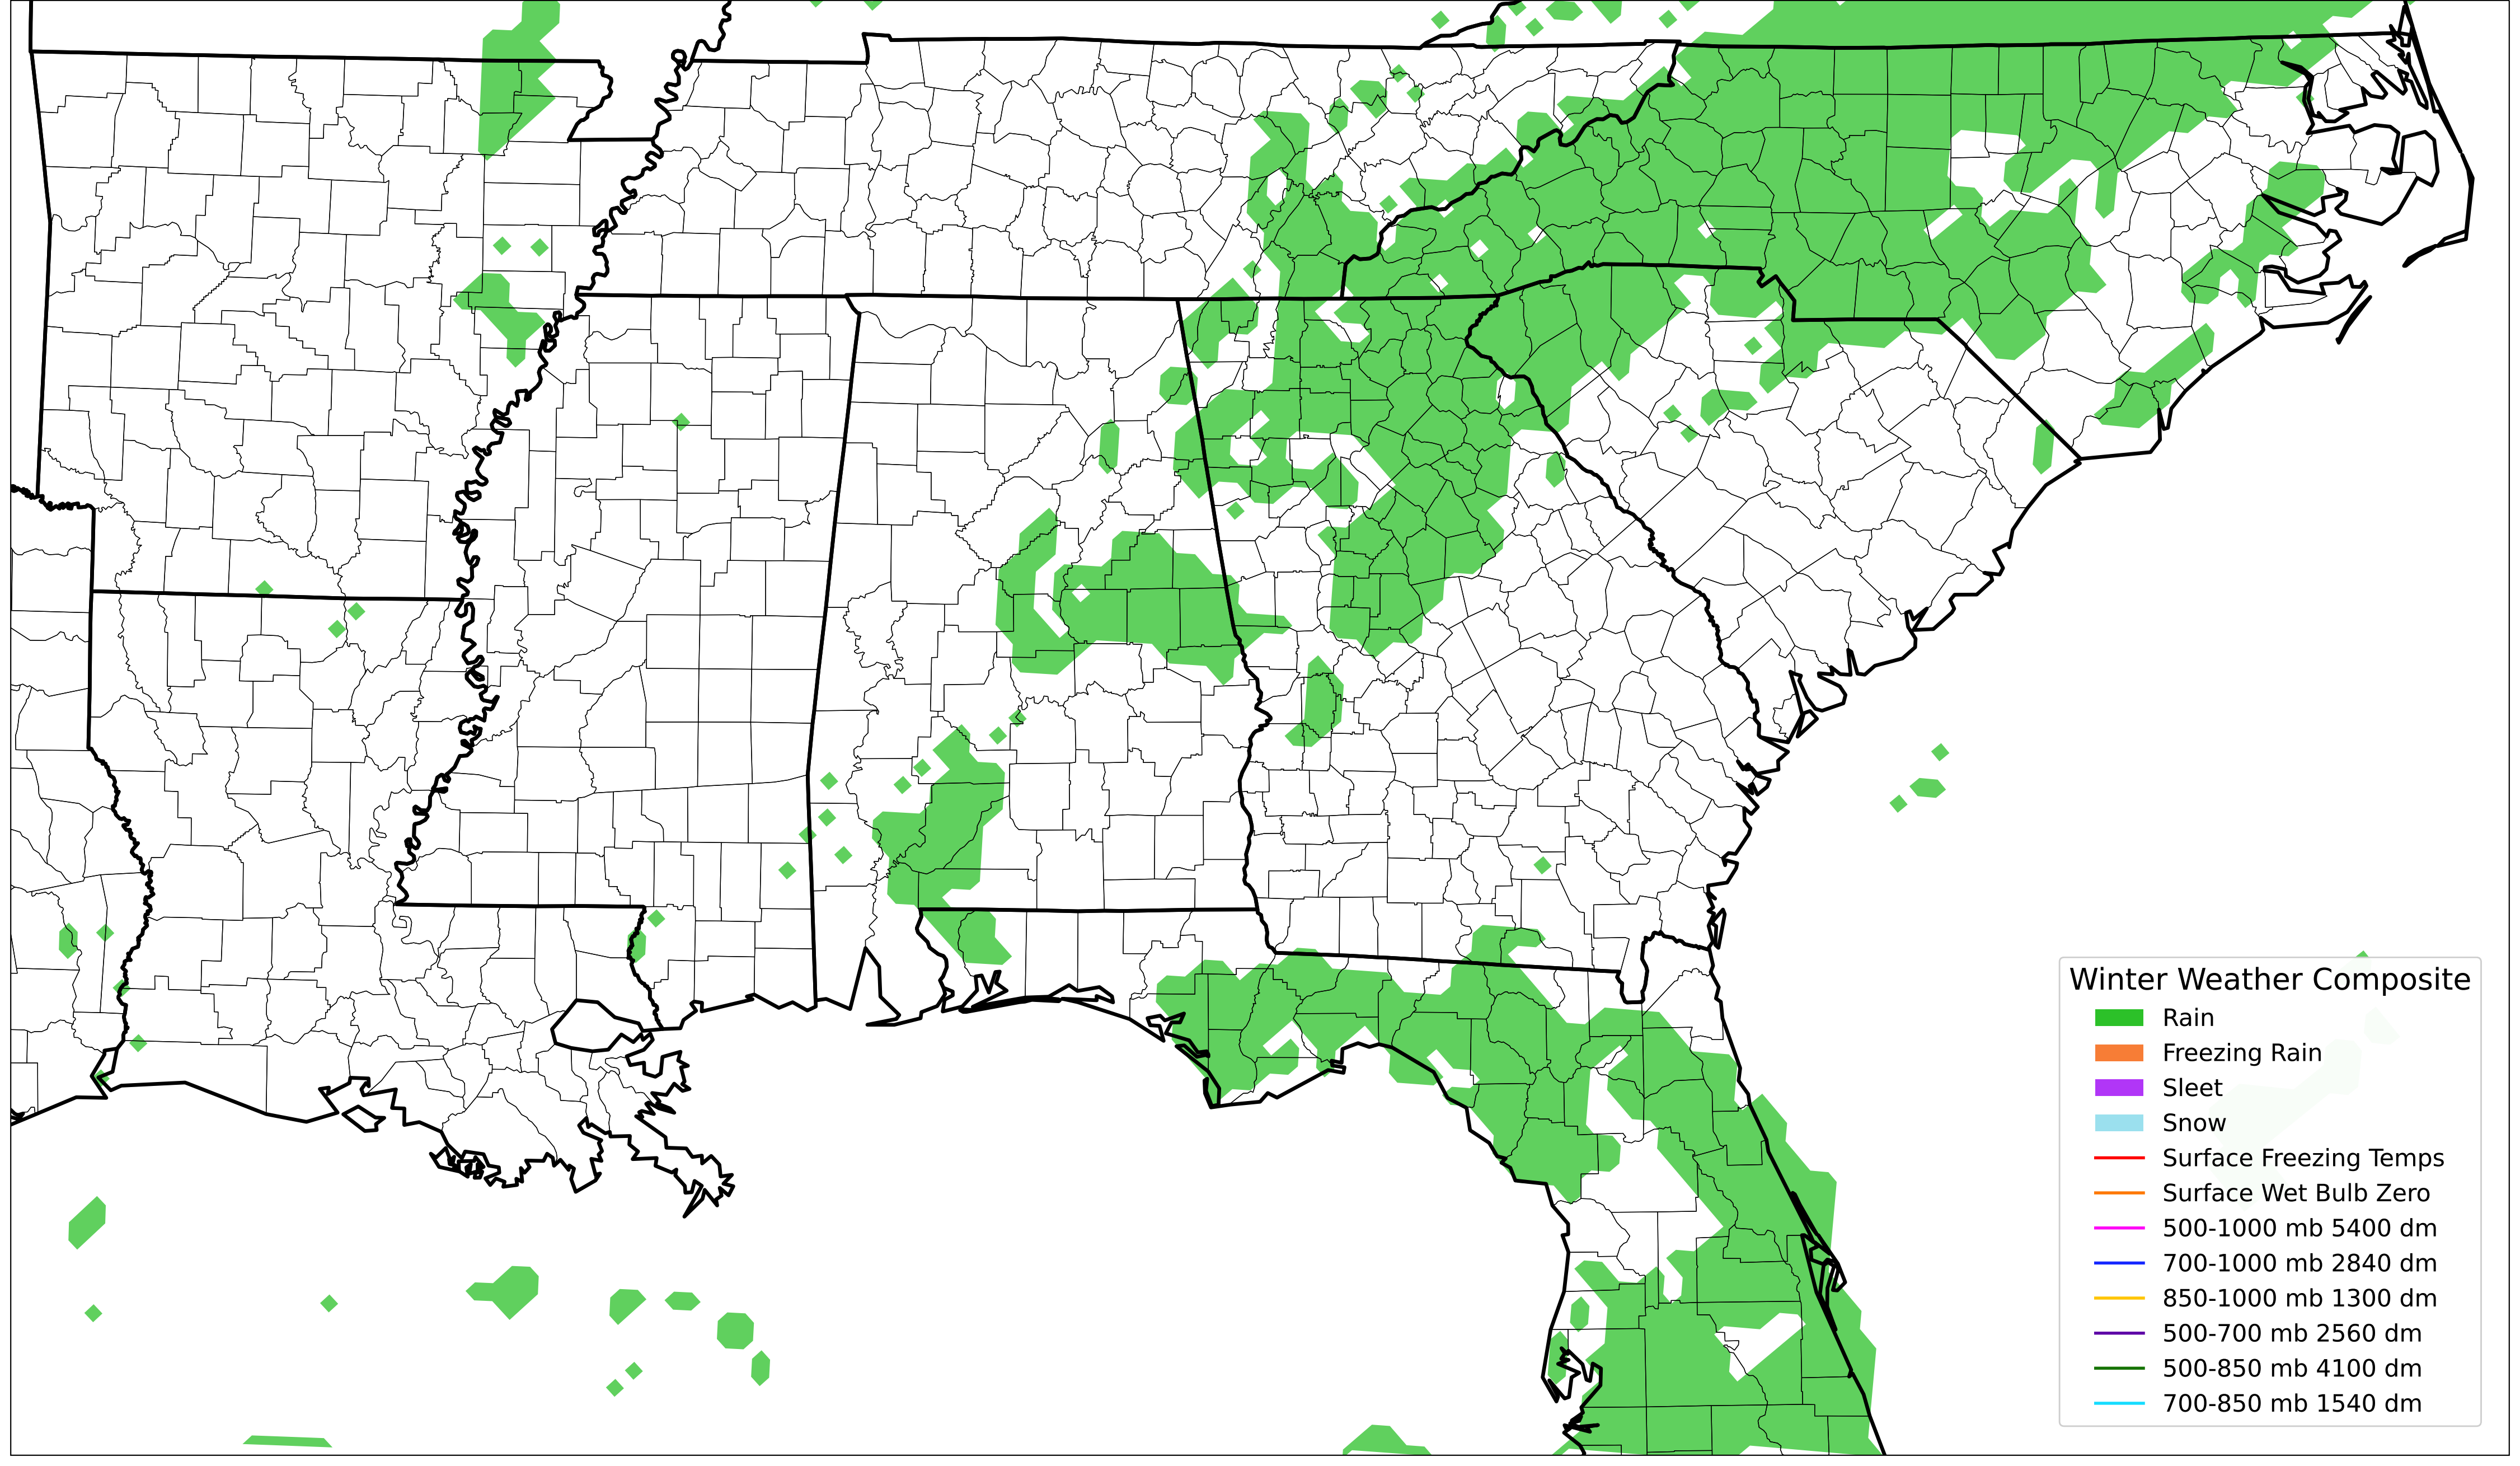 Winter Weather Composite
Rain
Freezing Rain
Sleet
Snow
Surface Freezing Temps
Surface Wet Bulb Zero
500-1000 mb 5400 dm
700-1000 mb 2840 dm
850-1000 mb 1300 dm
500-700 mb 2560 dm
500-850 mb 4100 dm
700-850 mb 1540 dm